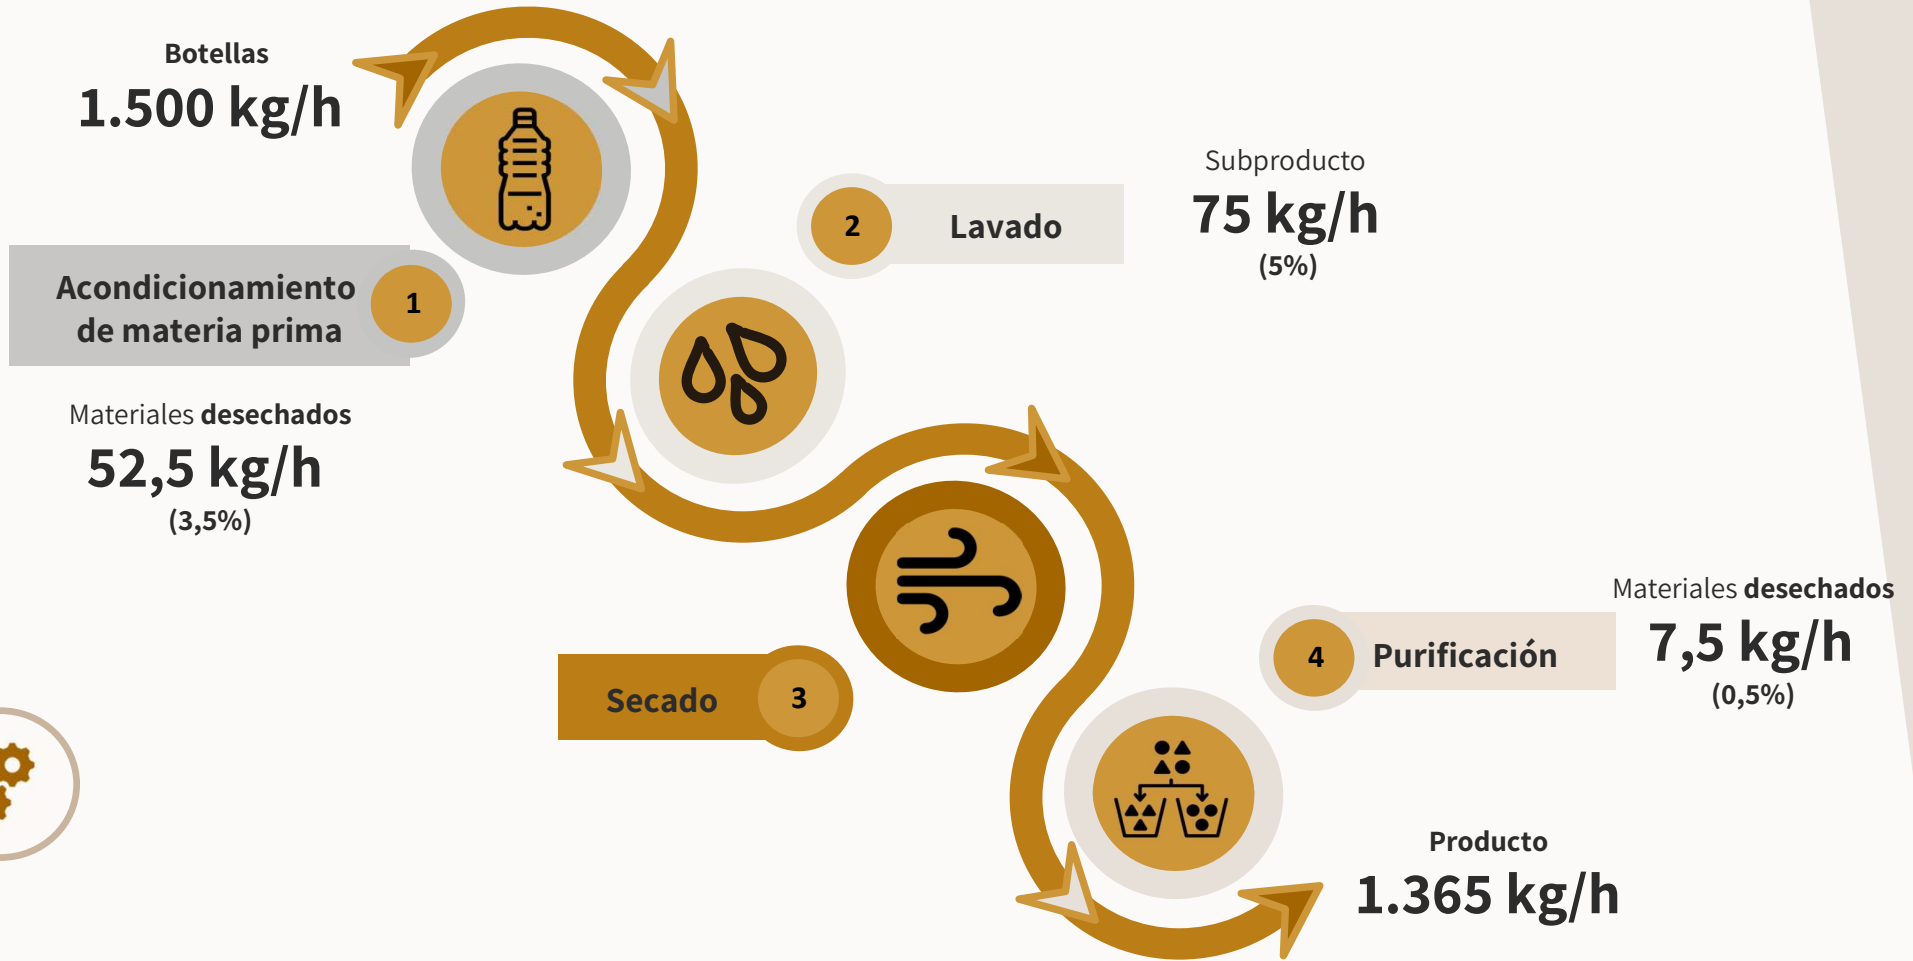 Botellas
1.500 kg/h
Acondicionamiento
de materia prima
1
Materiales desechados
52,5 kg/h
(3,5%)
2
Lavado
Subproducto
75 kg/h
(5%)
Secado
3
4
Purificación
Materiales desechados
7,5 kg/h
(0,5%)
Producto
1.365 kg/h